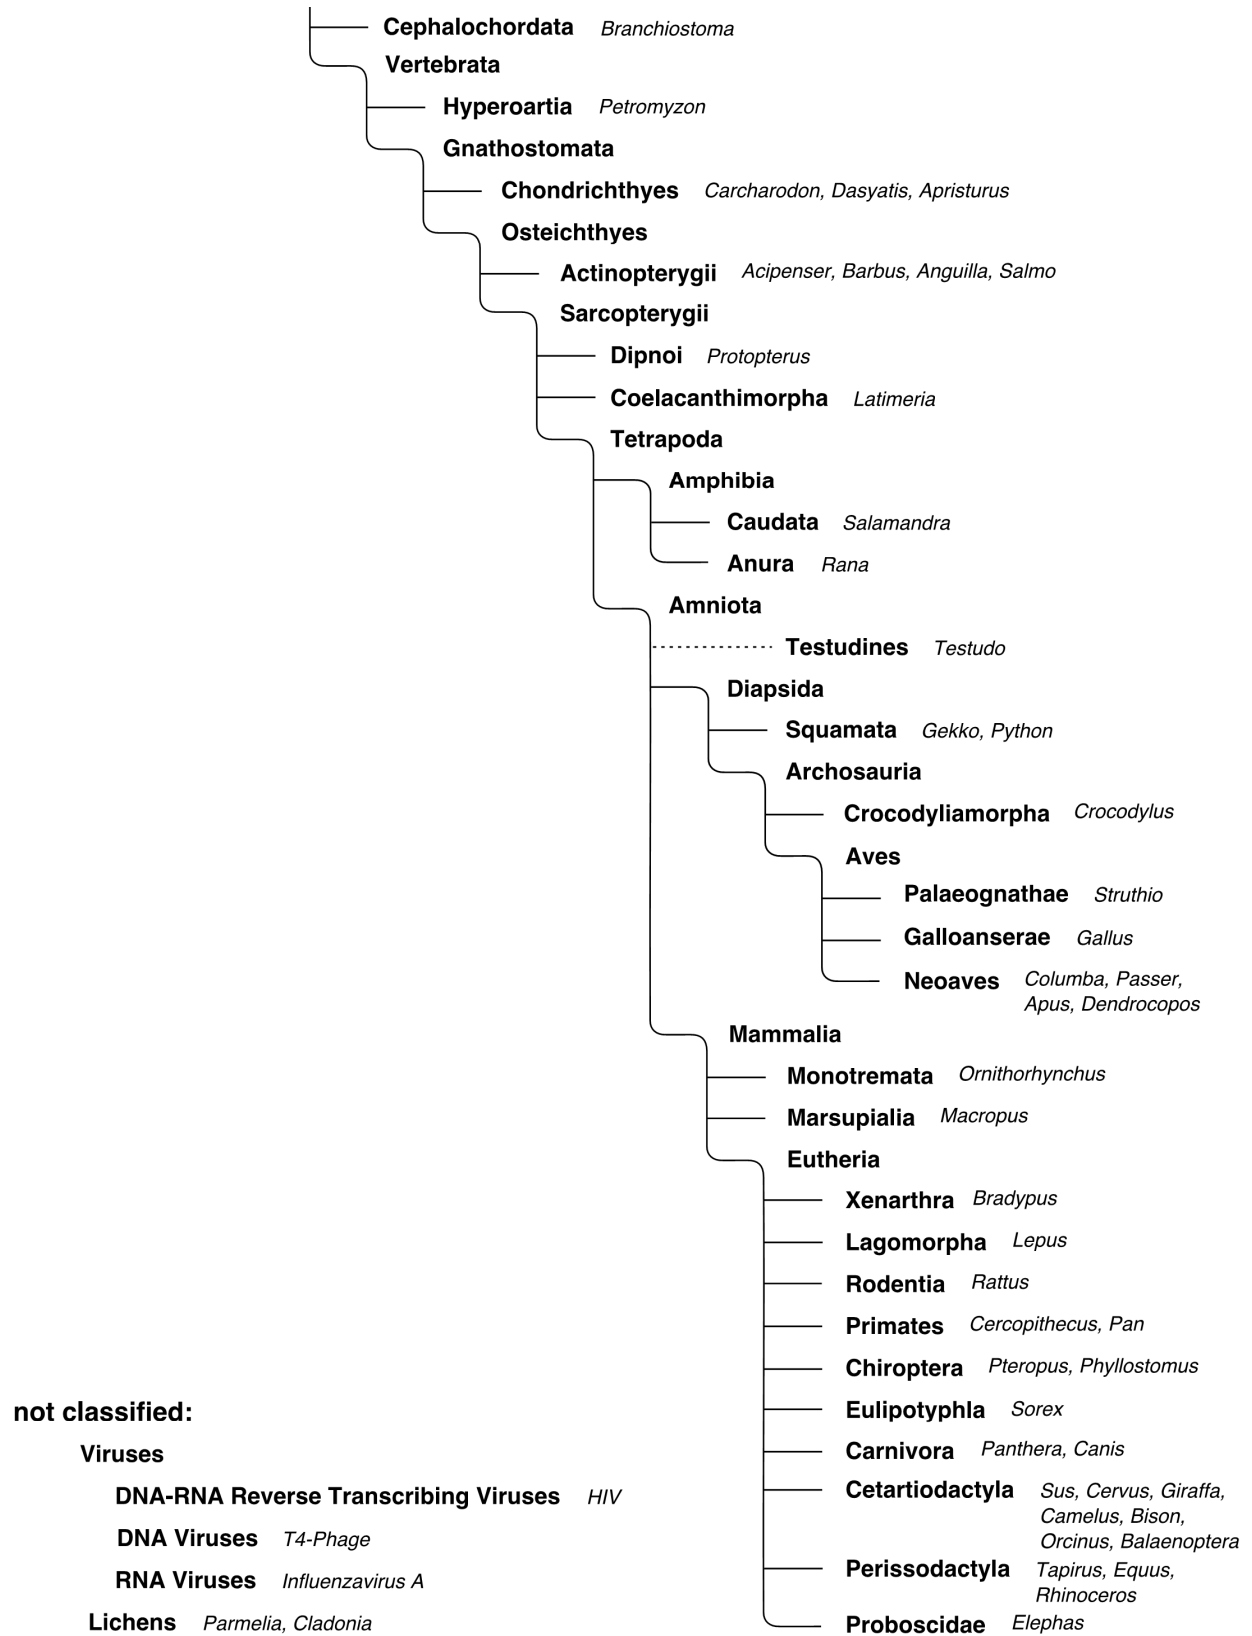 Cephalochordata Branchiostoma
Vertebrata
Hyperoartia Petromyzon
Gnathostomata
Chondrichthyes Carcharodon, Dasyatis, Apristurus
Osteichthyes
Actinopterygii Acipenser, Barbus, Anguilla, Salmo
Sarcopterygii
Dipnoi Protopterus
Coelacanthimorpha Latimeria
Tetrapoda
Amphibia
Caudata Salamandra
Anura Rana
Amniota
Testudines Testudo
Diapsida
Squamata Gekko, Python
Archosauria
Crocodyliamorpha Crocodylus
Aves
Palaeognathae Struthio
Galloanserae Gallus
Neoaves Columba, Passer,
Apus, Dendrocopos
Mammalia
Monotremata Ornithorhynchus
Marsupialia Macropus
Eutheria
Xenarthra Bradypus
Lagomorpha Lepus
Rodentia Rattus
Primates Cercopithecus, Pan
Chiroptera Pteropus, Phyllostomus
Eulipotyphla Sorex
Carnivora Panthera, Canis
Cetartiodactyla Sus, Cervus, Giraffa,
Camelus, Bison,
Orcinus, Balaenoptera
Perissodactyla Tapirus, Equus,
Rhinoceros
Proboscidae Elephas
not classified:
Viruses
DNA-RNA Reverse Transcribing Viruses HIV
DNA Viruses T4-Phage
RNA Viruses Influenzavirus A
Lichens Parmelia, Cladonia